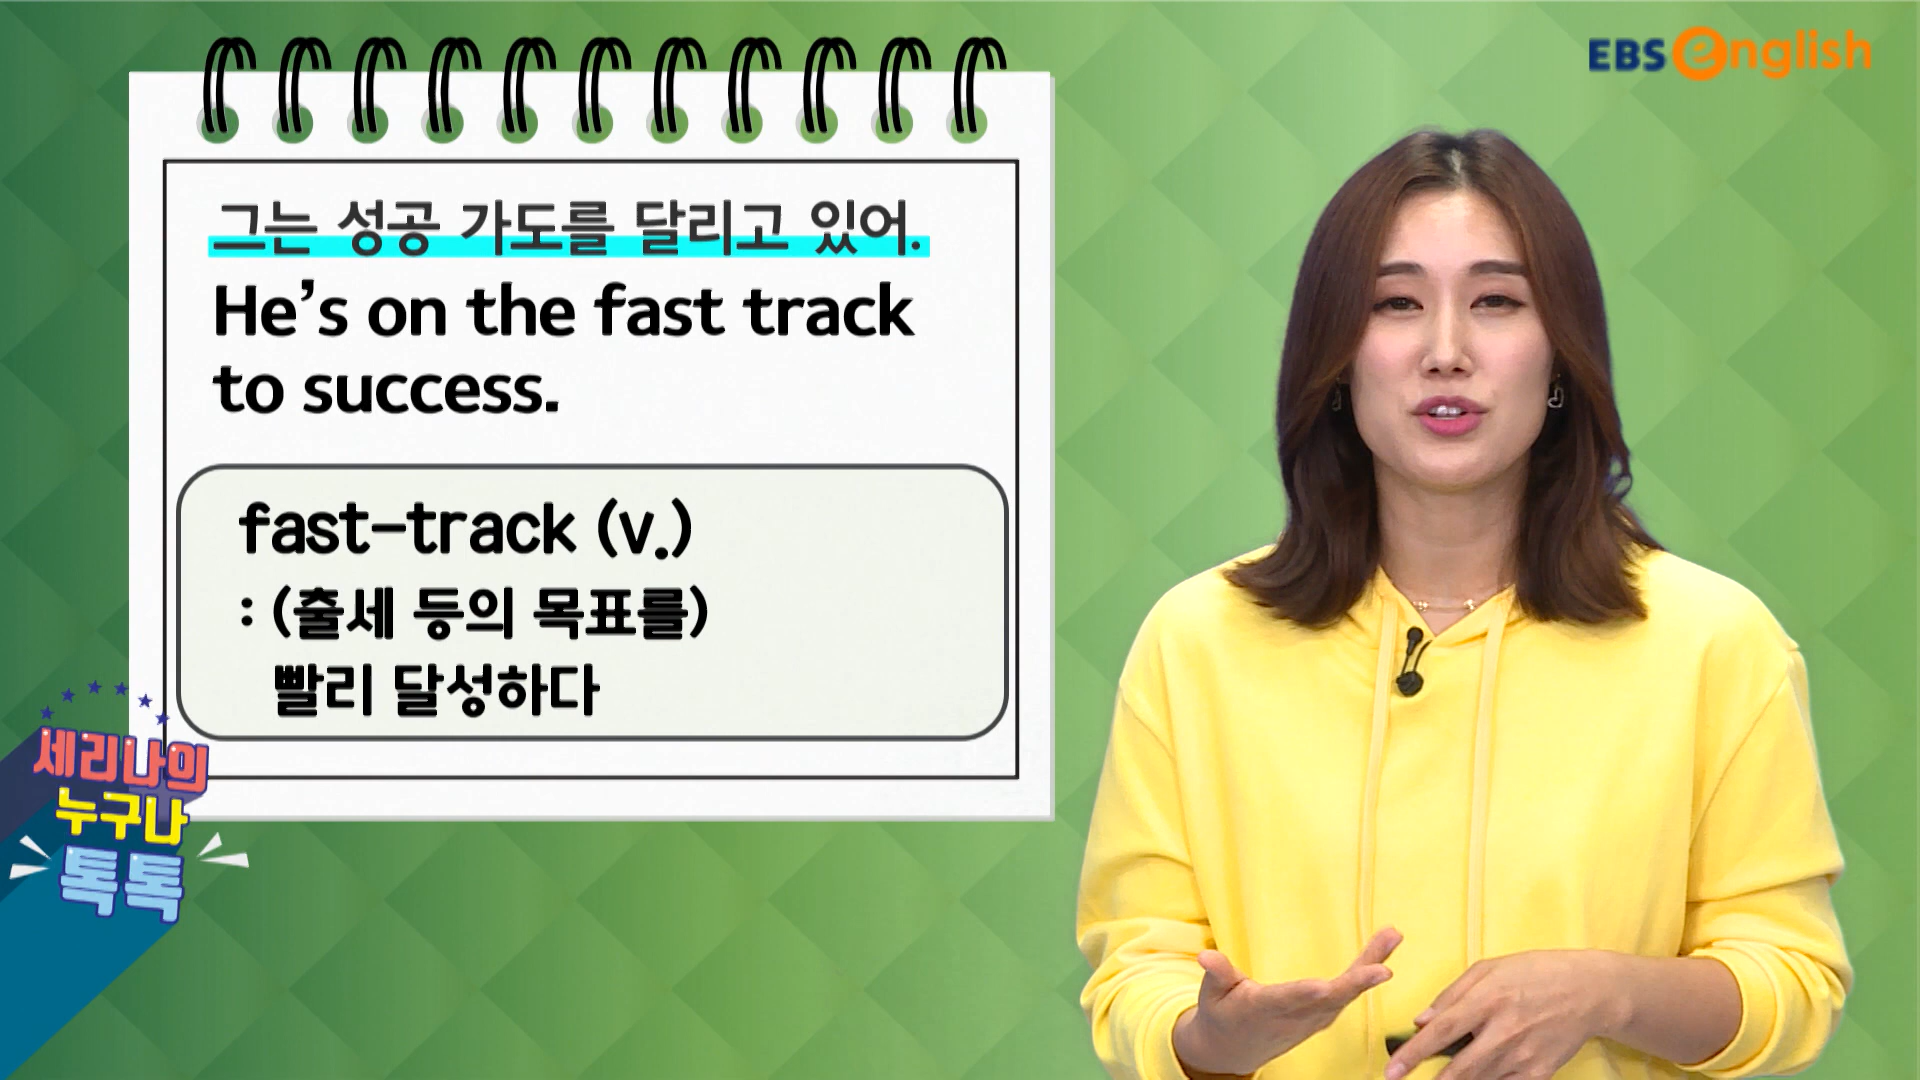 EBS english
그는 성공 가도를 달리고 있어.
He's on the fast track
to success.
fast-track (v.)
: (출세 등의 목표를)
빨리 달성하다
세리나의
누구나
톡톡